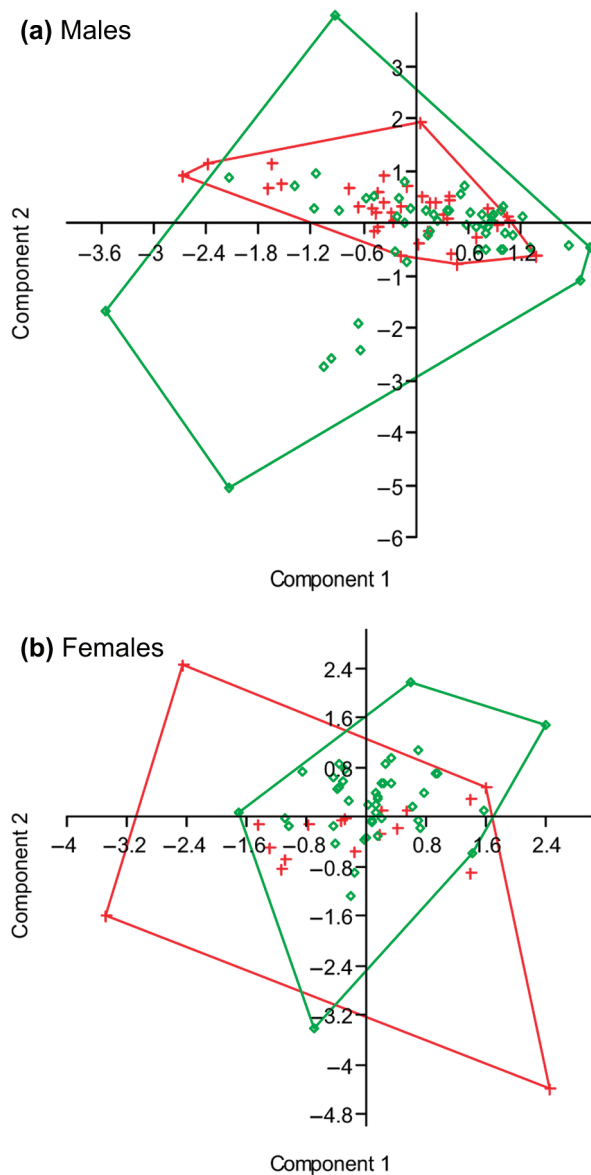 (a) Males
3
2
1
0
–3.6 –3 –2.4 –1.8 –1.2 –0.6 0.6 1.2
–1
–2
–3
–4
–5
–6
Component 2
Component 1
(b) Females
2.4
1.6
0.8
0
–4 –3.2 –2.4 –1.6 –0.8 0.8 1.6 2.4
–0.8
–1.6
–2.4
–3.2
–4
–4.8
Component 2
Component 1